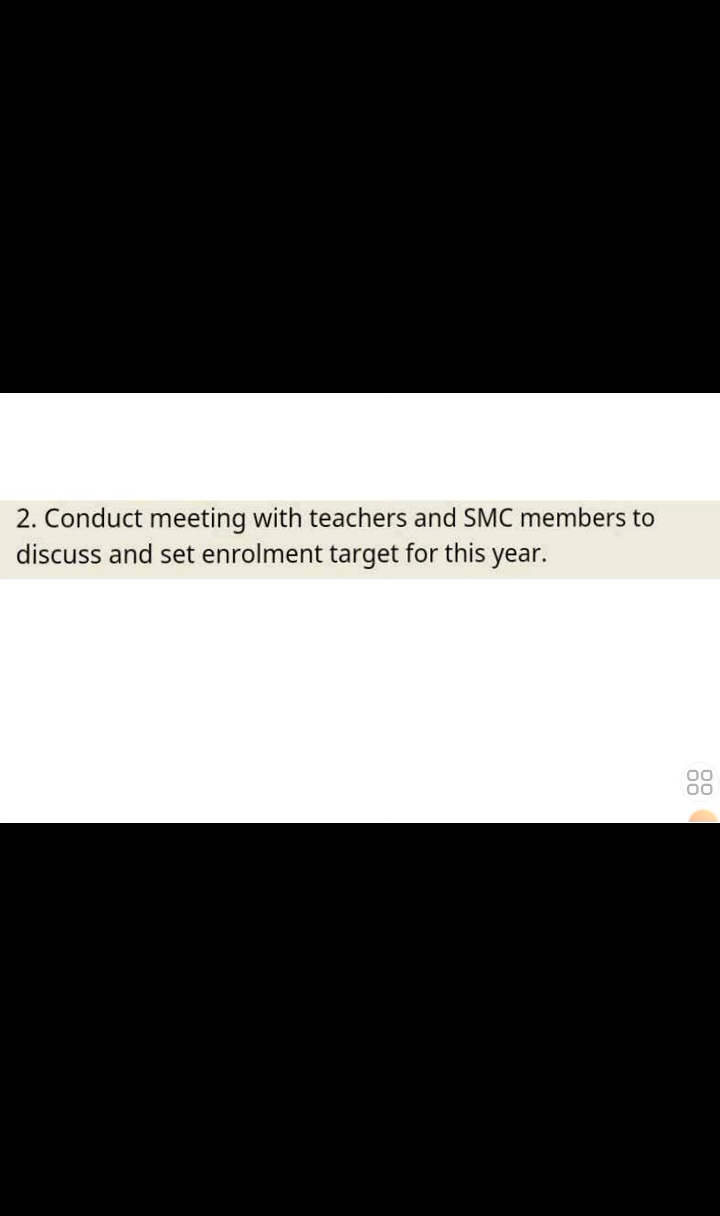 2. Conduct meeting with teachers and SMC members to
discuss and set enrolment target for this year.